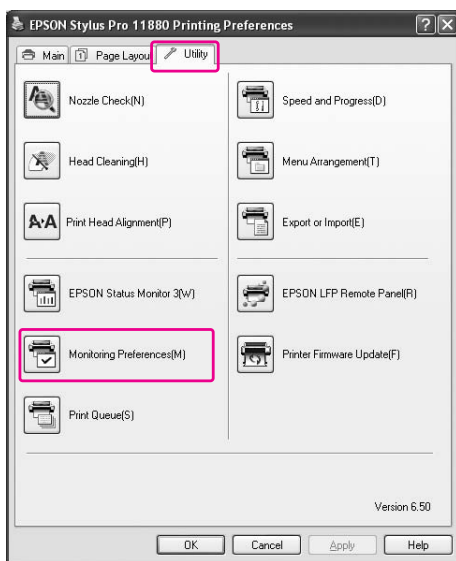 EPSON Stylus Pro 11880 Printing Preferences
Main Page Layou Utility
Nozzle Check(N)
Speed and Progress(D)
Head Cleaning(H)
Menu Arrangement(T)
A·A Print Head Alignment(P)
Export or Import(E)
EPSON Status Monitor 3(W)
EPSON LFP Remote Panel(R)
Monitoring Preferences(M)
Printer Firmware Update(F)
Print Queue(S)
Version 6.50
OK Cancel Apply Help